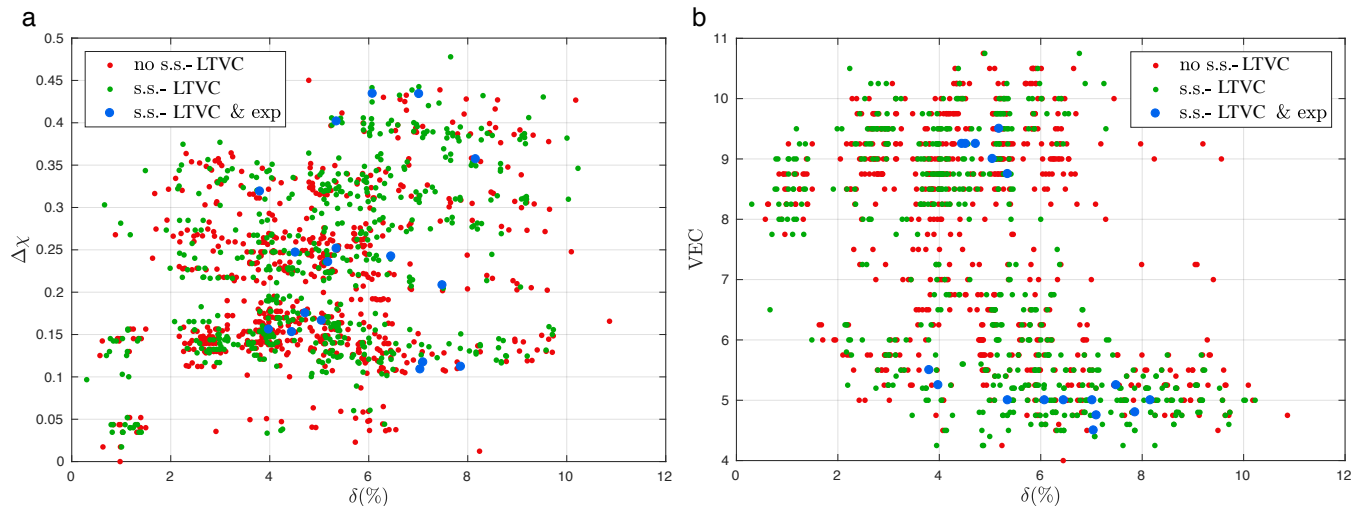 a
0.5
0.45
0.4
0.35
0.3
0.25
0.2
0.15
0.1
0.05
0
Δχ
no s.s.-LTVC
s.s.-LTVC
s.s.- LTVC & exp
0 2 4 6 8 10 12
δ(%)
b
11
10
9
8
7
6
5
4
VEC
no s.s.-LTVC
s.s.-LTVC
s.s.- LTVC & exp
0 2 4 6 8 10 12
δ(%)